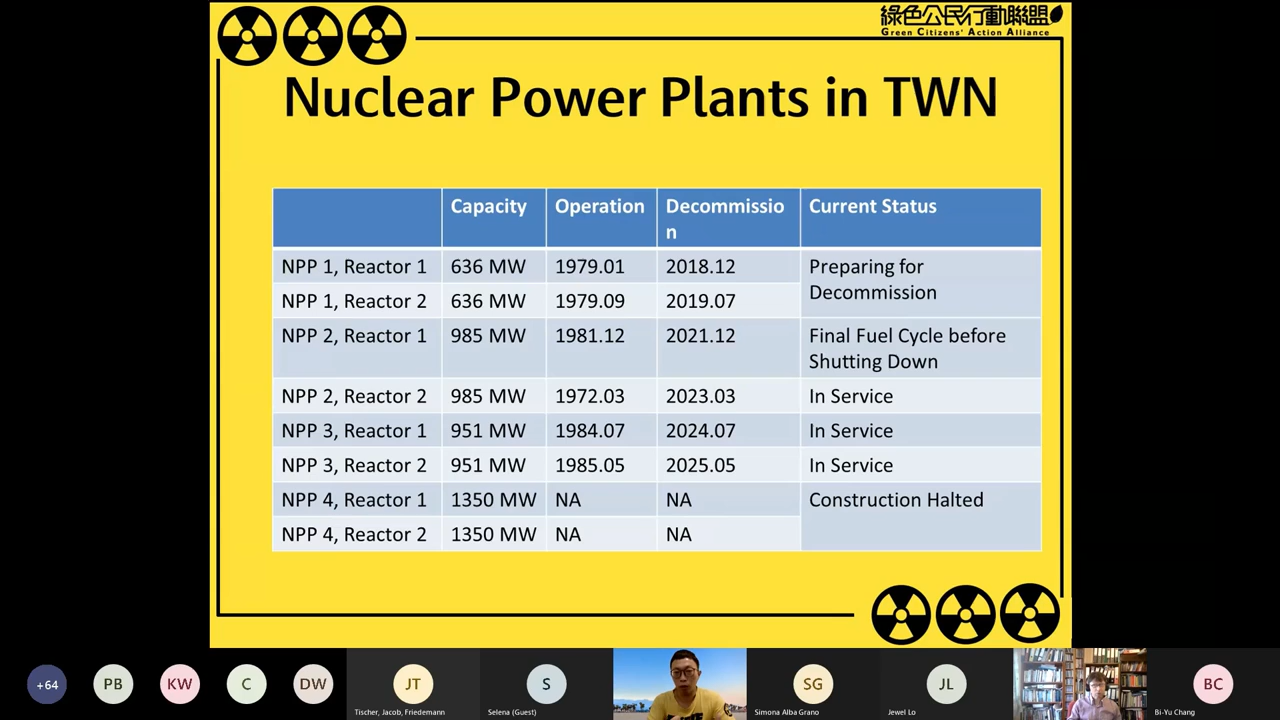 綠色公民行動聯盟
Green Citizens' Action Alliance
Nuclear Power Plants in TWN
Capacity Operation Decommissio
n Current Status
NPP 1, Reactor 1 636 MW 1979.01 2018.12 Preparing for
Decommission
NPP 1, Reactor 2 636 MW 1979.09 2019.07
NPP 2, Reactor 1 985 MW 1981.12 2021.12 Final Fuel Cycle before
Shutting Down
NPP 2, Reactor 2 985 MW 1972.03 2023.03 In Service
NPP 3, Reactor 1 951 MW 1984.07 2024.07 In Service
NPP 3, Reactor 2 951 MW 1985.05 2025.05 In Service
NPP 4, Reactor 1 1350 MW NA NA Construction Halted
NPP 4, Reactor 2 1350 MW NA NA
+64 PB KW C DW JT S SG JL BC
Tischer, Jacob, Friedemann Selena (Guest) Simona Alba Grano Jewel Lo Bi-Yu Chang